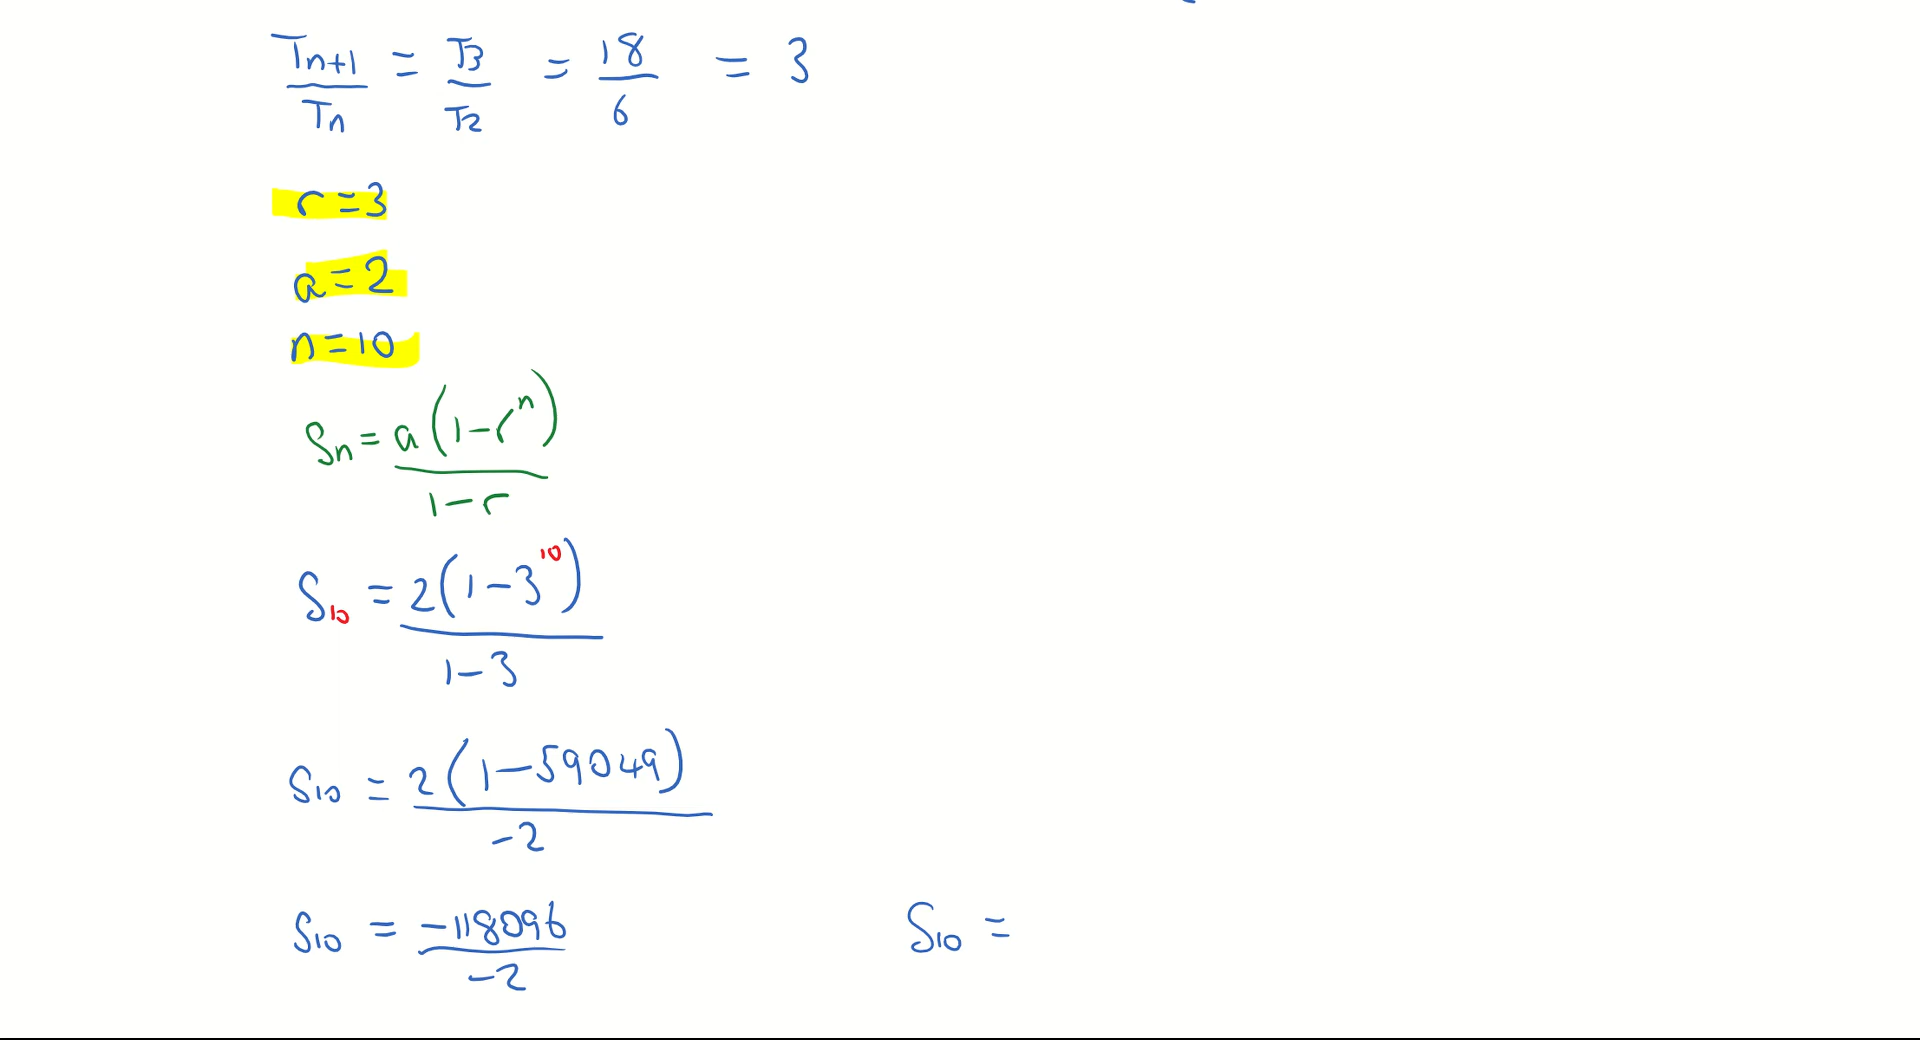 Tn+1/Tn = T3/T2 = 18/6 = 3
r=3
a=2
n=10
Sn = a(1-r^n)/1-r
S10 = 2(1-3^10)/1-3
S10 = 2(1-59049)/-2
S10 = -118096/-2 S10 =